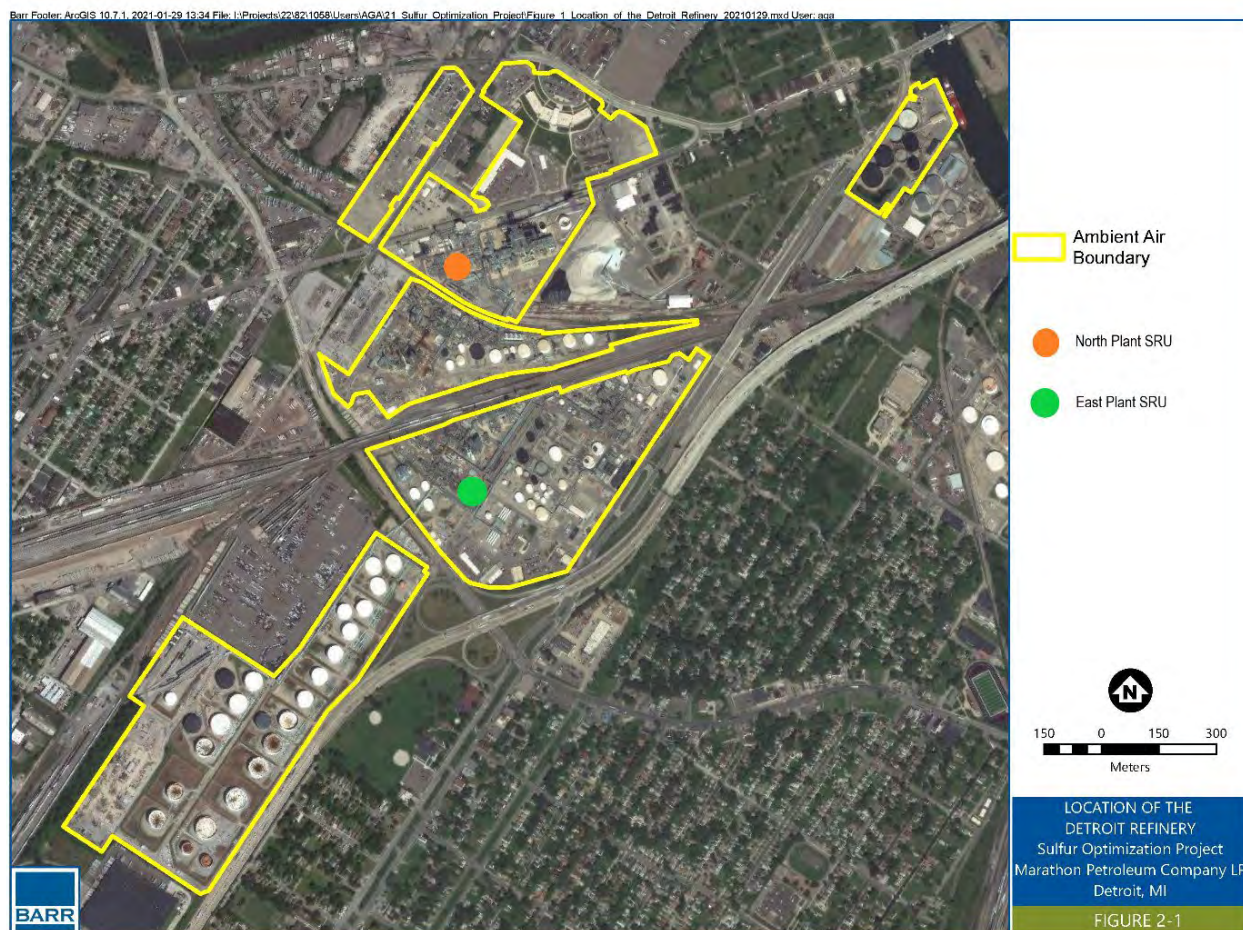 Barr Footer: ArcGIS 10.7.1, 2021-01-29 13:34 File: I:\Projects\22\82\1058\Users\AGA\21_Sulfur_Optimization_Project\Figure_1_Location_of_the_Detroit_Refinery_20210129.mxd User: aga
Ambient Air
Boundary
North Plant SRU
East Plant SRU
N
150 0 150 300
Meters
LOCATION OF THE
DETROIT REFINERY
Sulfur Optimization Project
Marathon Petroleum Company LP
Detroit, MI
FIGURE 2-1
BARR